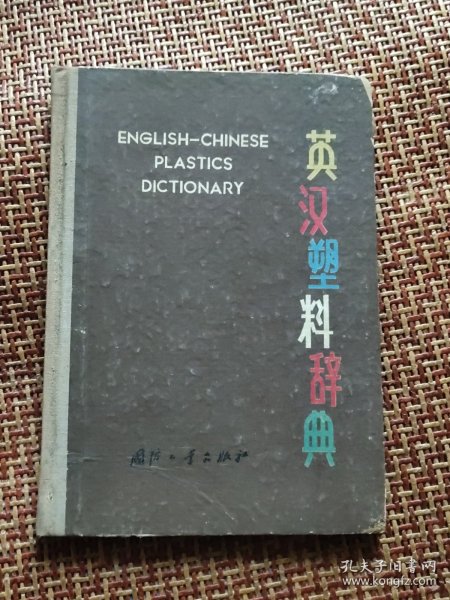 ENGLISH-CHINESE
PLASTICS
DICTIONARY
英汉塑料辞典
国防工业出版社
孔夫子旧书网
www.kongfz.com